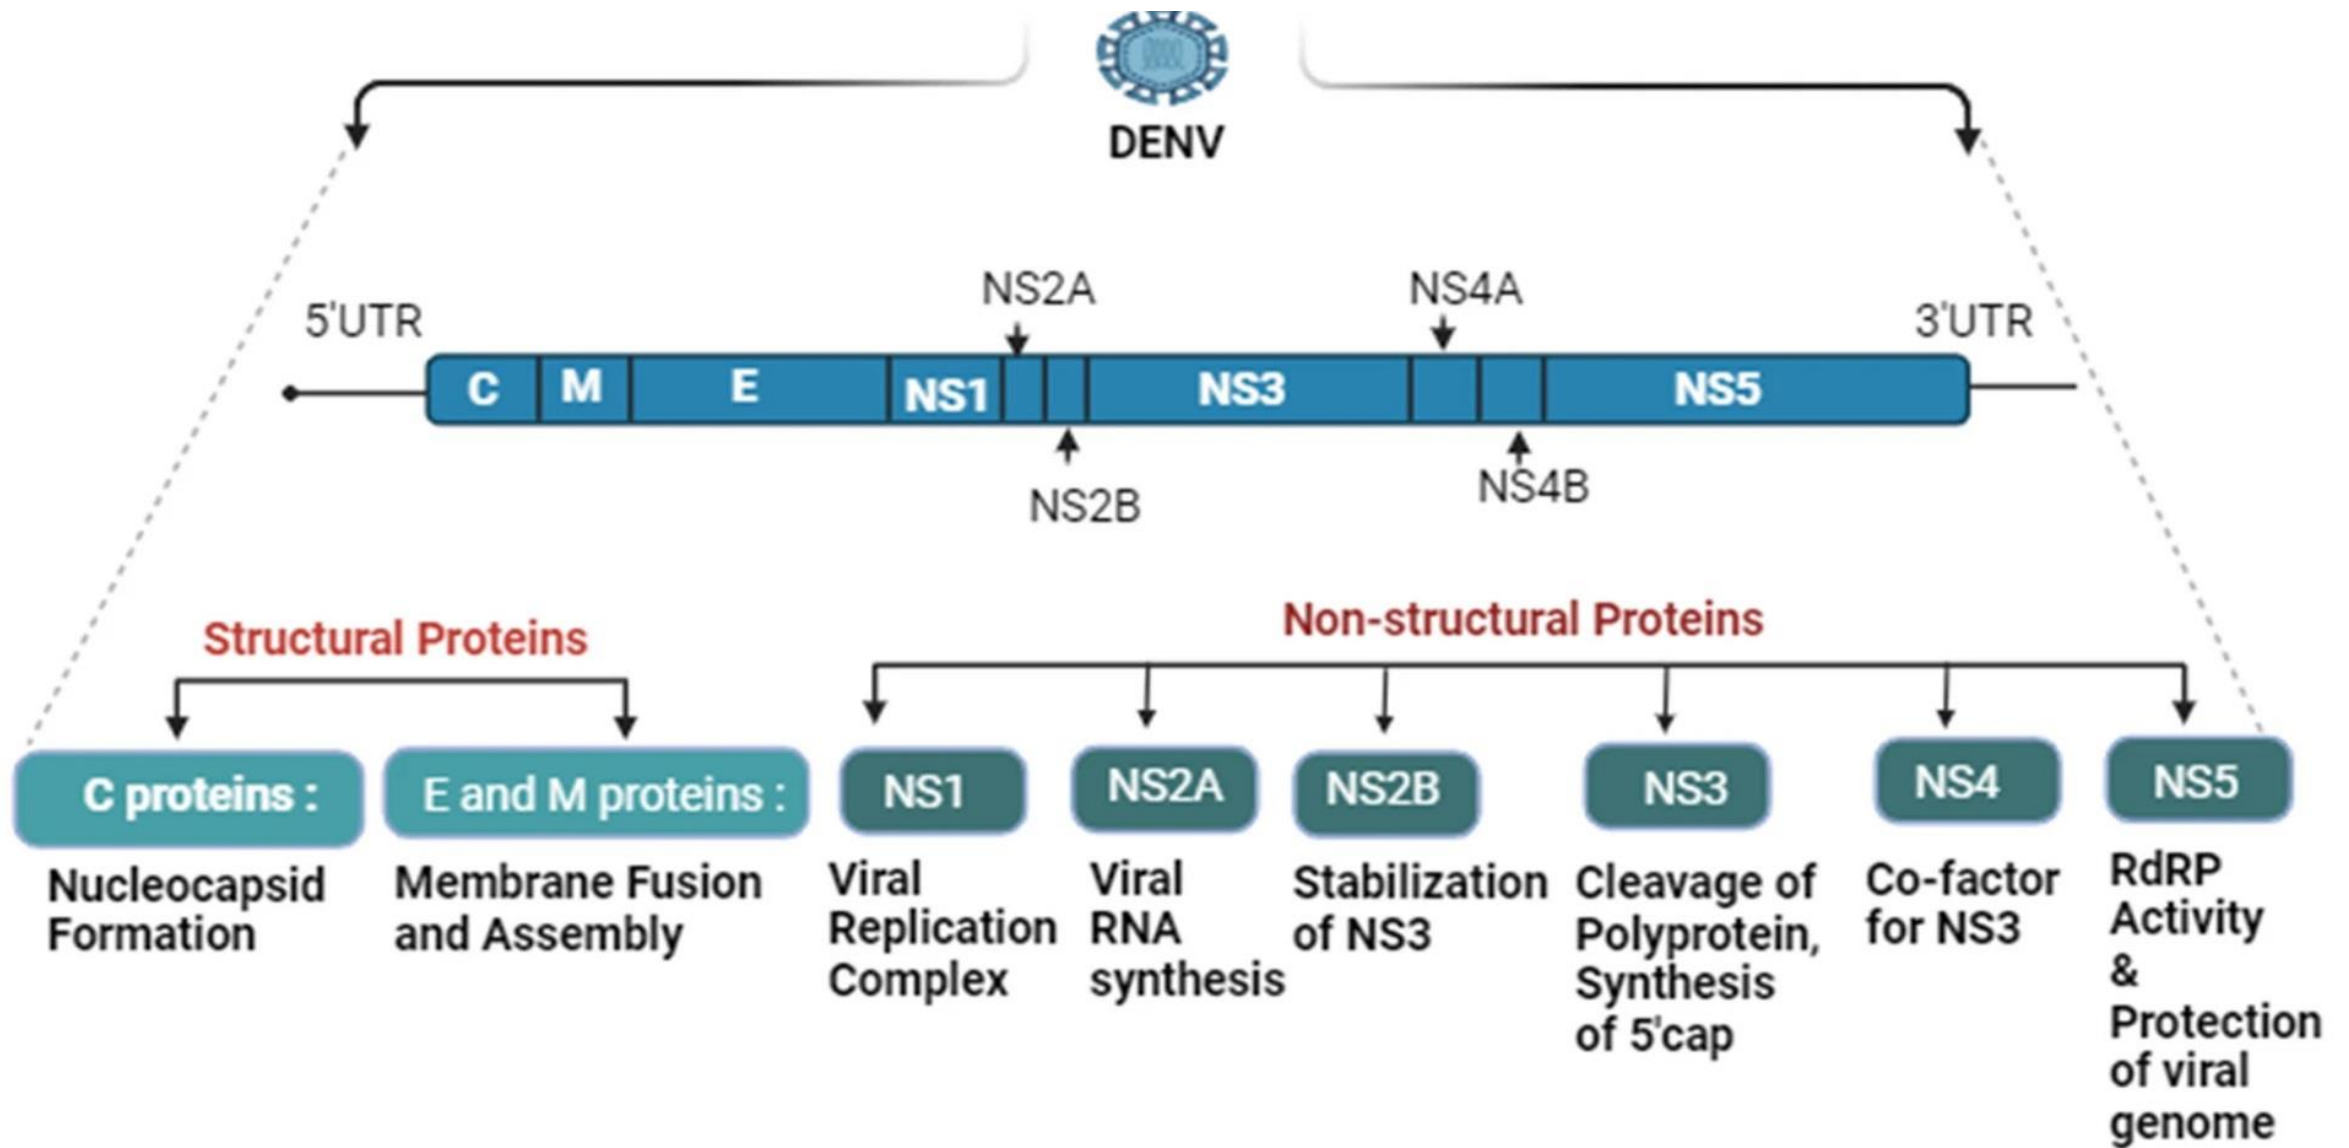 DENV
NS2A
NS4A
5'UTR
3'UTR
C
M
E
NS1
NS3
NS5
NS2B
NS4B
Structural Proteins
Non-structural Proteins
C proteins :
Nucleocapsid
Formation
E and M proteins :
Membrane Fusion
and Assembly
NS1
Viral
Replication
Complex
NS2A
Viral
RNA
synthesis
NS2B
Stabilization
of NS3
NS3
Cleavage of
Polyprotein,
Synthesis
of 5'cap
NS4
Co-factor
for NS3
NS5
RdRP
Activity
&
Protection
of viral
genome